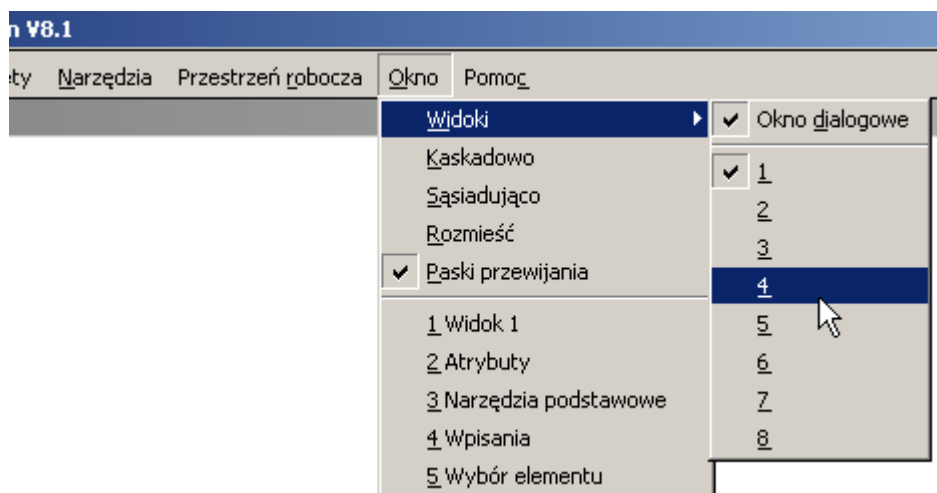 n V8.1
ety Narzędzia Przestrzeń robocza Okno Pomoc
Widoki
Kaskadowo
Sąsiadująco
Rozmieść
Paski przewijania
1 Widok 1
2 Atrybuty
3 Narzędzia podstawowe
4 Wpisania
5 Wybór elementu
Okno dialogowe
1
2
3
4
5
6
7
8